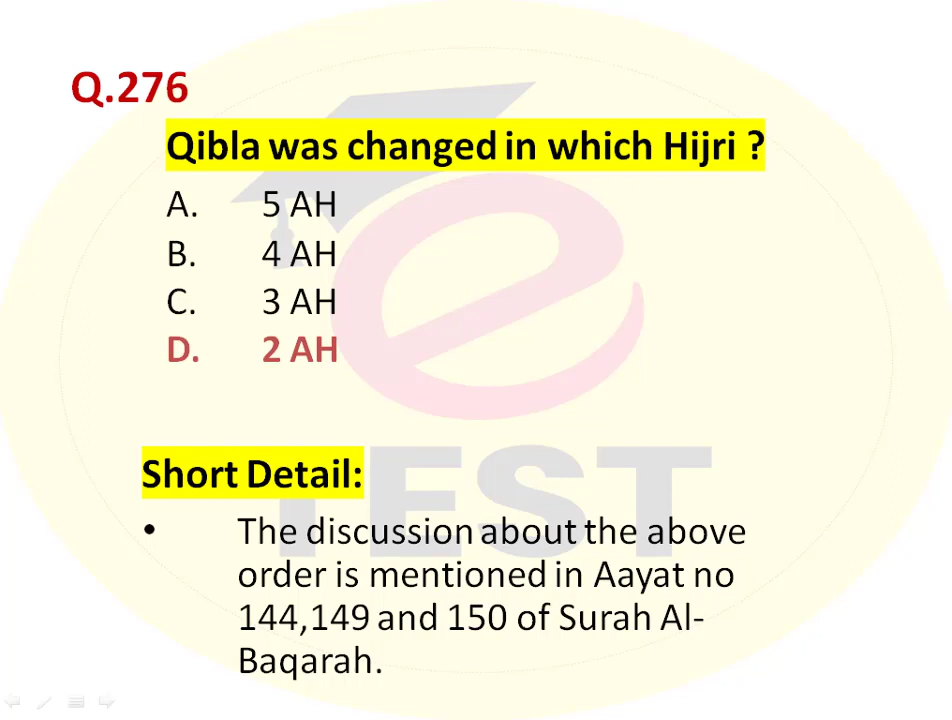 Q.276
Qibla was changed in which Hijri ?
A. 5 AH
B. 4 AH
C. 3 AH
D. 2 AH
Short Detail:
• The discussion about the above
order is mentioned in Aayat no
144,149 and 150 of Surah Al-
Baqarah.
e
TEST